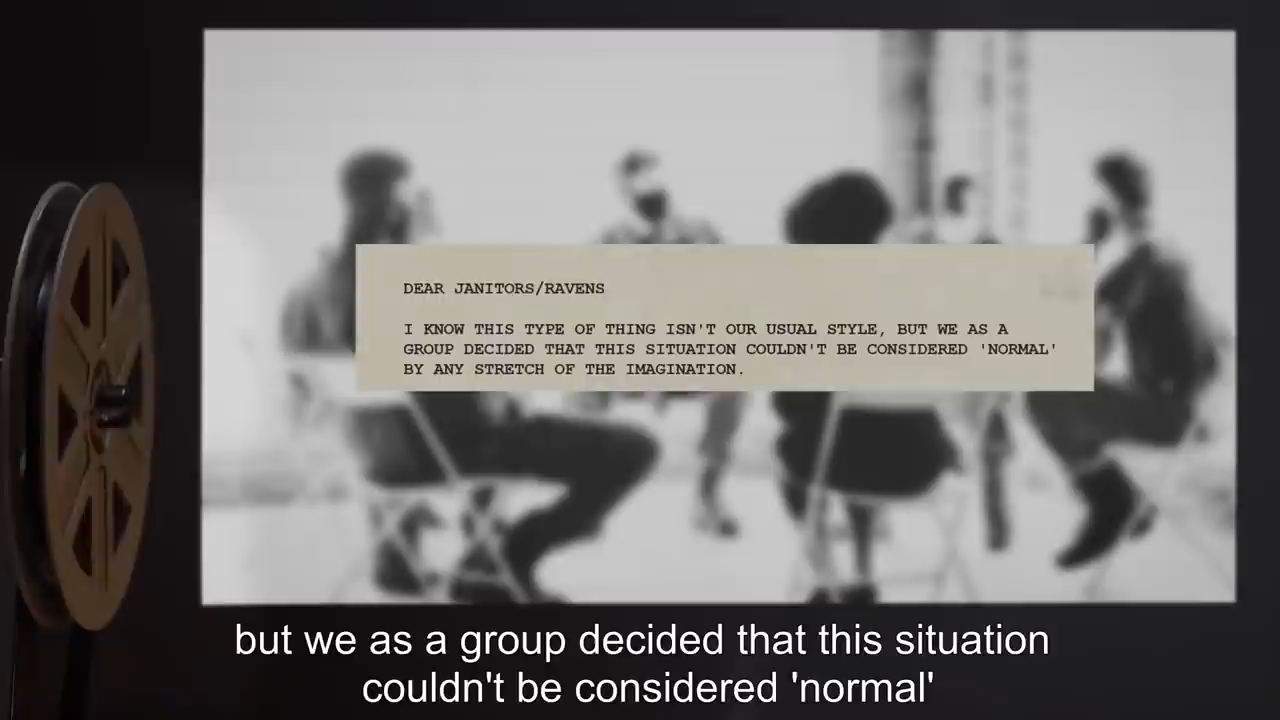 DEAR JANITORS/RAVENS
I KNOW THIS TYPE OF THING ISN'T OUR USUAL STYLE, BUT WE AS A
GROUP DECIDED THAT THIS SITUATION COULDN'T BE CONSIDERED 'NORMAL'
BY ANY STRETCH OF THE IMAGINATION.
but we as a group decided that this situation
couldn't be considered 'normal'